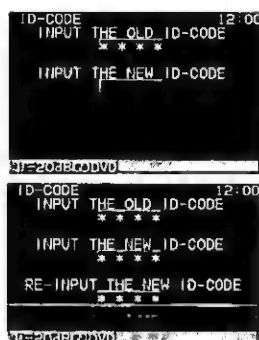 ID-CODE 12:00
INPUT THE OLD ID-CODE
* * * *
INPUT THE NEW ID-CODE
ID-CODE 12:00
INPUT THE OLD ID-CODE
* * * *
INPUT THE NEW ID-CODE
* * * *
RE-INPUT THE NEW ID-CODE
* * * *